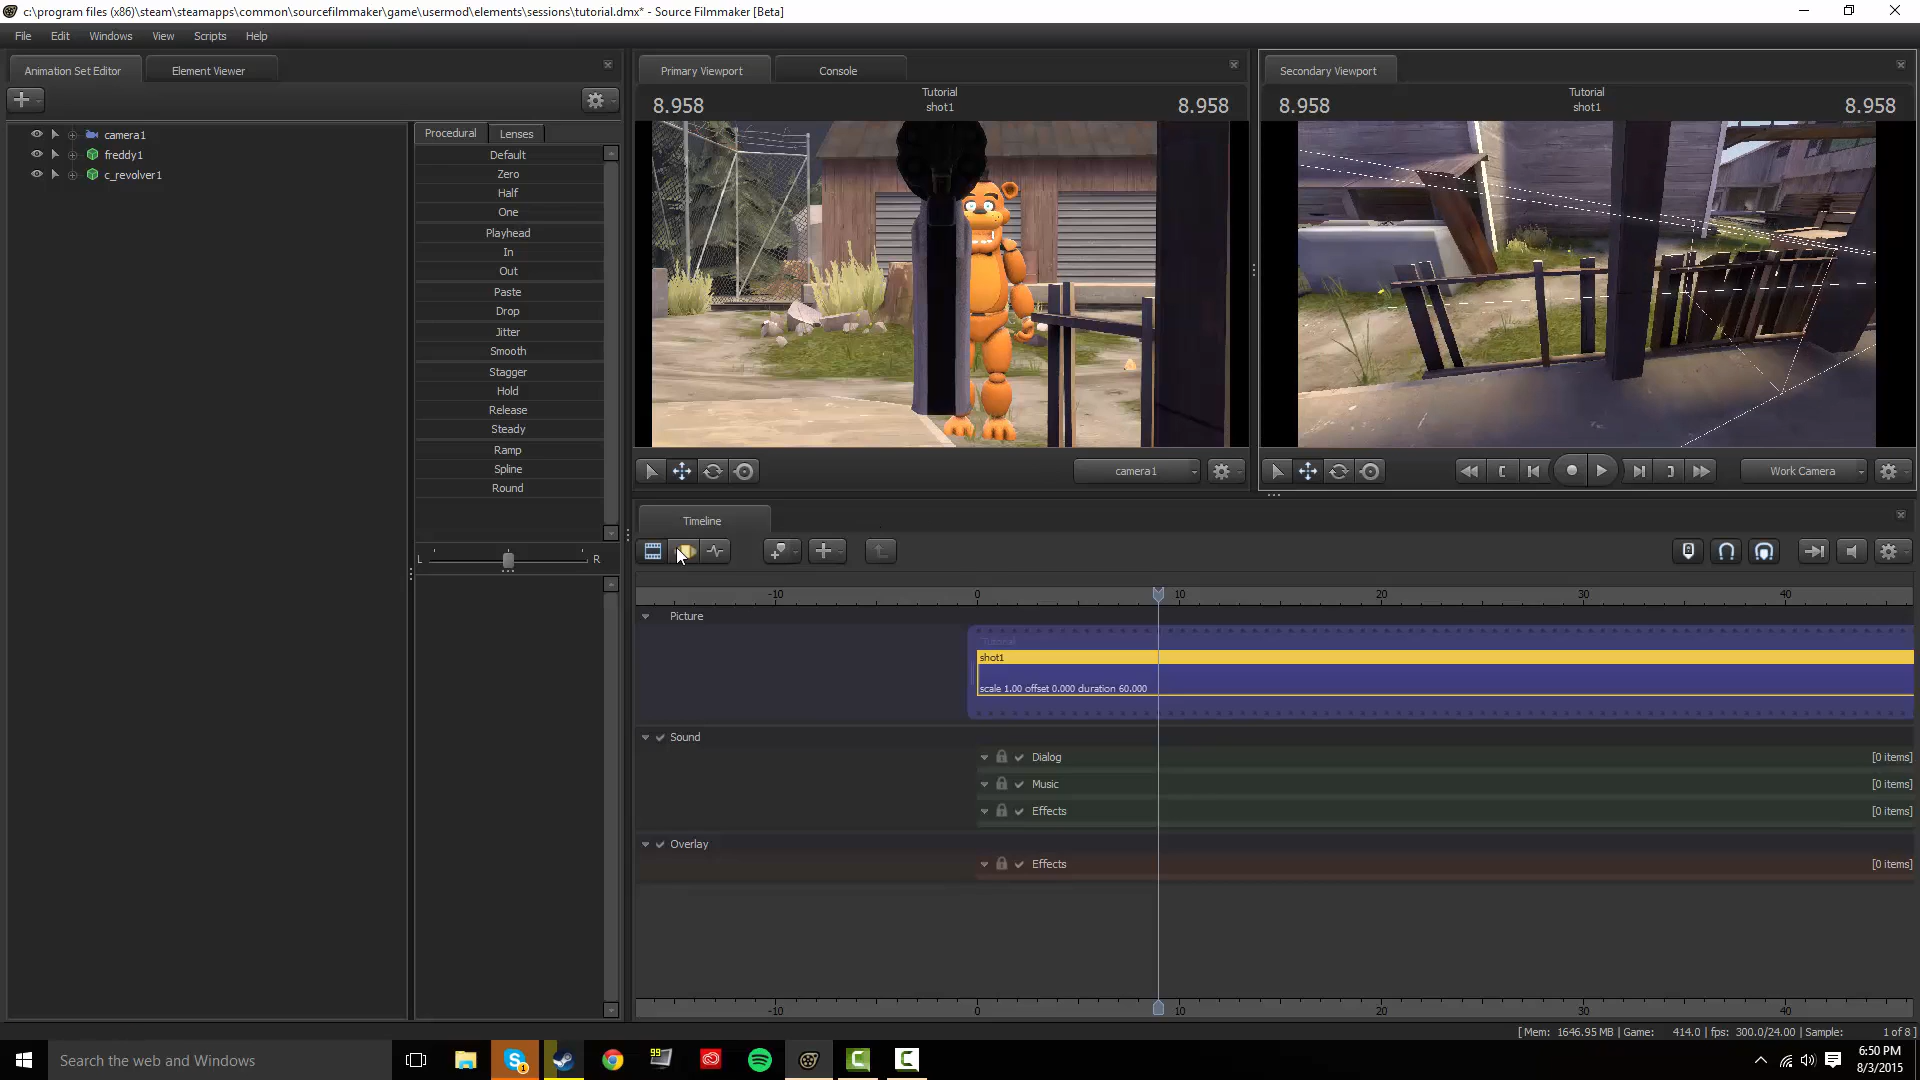 c:\program files (x86)\steam\steamapps\common\sourcefilmmaker\game\usermod\elements\sessions\tutorial.dmx* - Source Filmmaker [Beta]
File Edit Windows View Scripts Help
Animation Set Editor Element Viewer
camera1
freddy1
c_revolver1
Procedural Lenses
Default
Zero
Half
One
Playhead
In
Out
Paste
Drop
Jitter
Smooth
Stagger
Hold
Release
Steady
Ramp
Spline
Round
L R
Primary Viewport Console
Tutorial
8.958 shot1 8.958
camera1
Secondary Viewport
Tutorial
8.958 shot1 8.958
Work Camera
Timeline
-10 0 10 20 30 40
Picture
Tutorial
shot1
scale 1.00 offset 0.000 duration 60.000
Sound
Dialog [0 items]
Music [0 items]
Effects [0 items]
Overlay
Effects [0 items]
-10 0 10 20 30 40
[ Mem: 1646.95 MB | Game: 414.0 | fps: 300.0/24.00 | Sample: 1 of 8 ]
Search the web and Windows
1
99
6:50 PM
8/3/2015